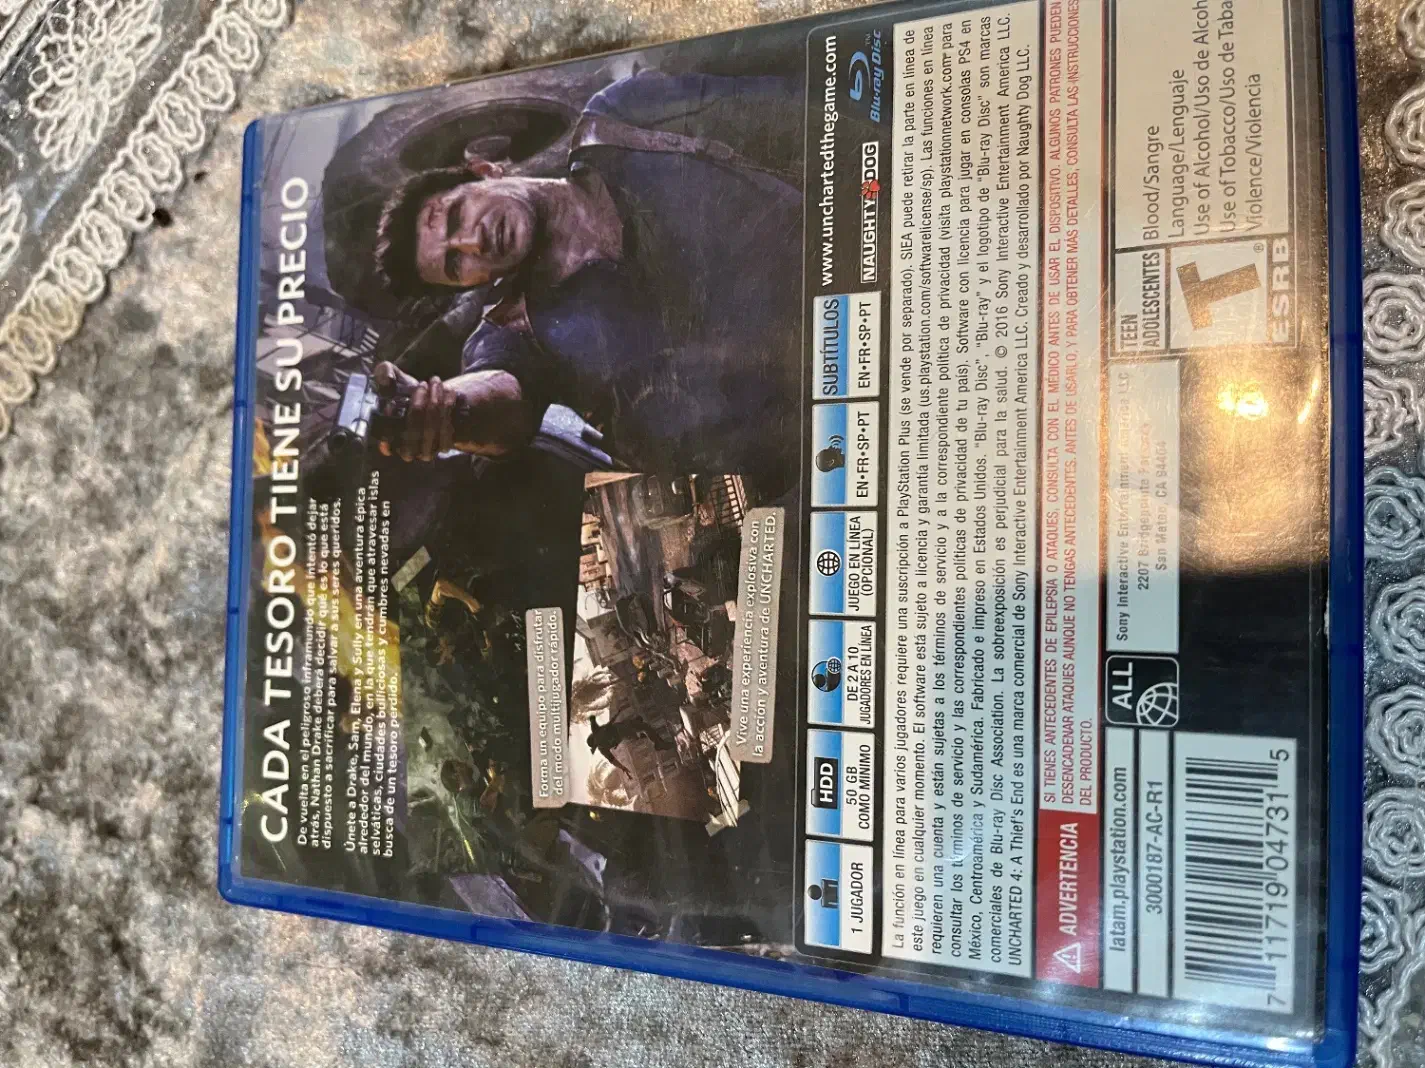 CADA TESORO TIENE SU PRECIO
De vuelta en el peligroso inframundo que intentó dejar
atrás, Nathan Drake deberá decidir qué es lo que está
dispuesto a sacrificar para salvar a sus seres queridos.
Únete a Drake, Sam, Elena y Sully en una aventura épica
alrededor del mundo, en la que tendrán que atravesar islas
selváticas, ciudades bulliciosas y cumbres nevadas en
busca de un tesoro perdido.
Forma un equipo para disfrutar
del modo multijugador rápido.
Vive una experiencia explosiva con
la acción y aventura de UNCHARTED.
1 JUGADOR
HDD
50 GB
COMO MÍNIMO
DE 2 A 10
JUGADORES EN LÍNEA
JUEGO EN LÍNEA
(OPCIONAL)
EN•FR•SP•PT
SUBTÍTULOS
EN•FR•SP•PT
www.unchartedthegame.com
NAUGHTY DOG
Blu-ray Disc™
La función en línea para varios jugadores requiere una suscripción a PlayStation Plus (se vende por separado). SIEA puede retirar la parte en línea de
este juego en cualquier momento. El software está sujeto a licencia y garantía limitada (us.playstation.com/softwarelicense/sp). Las funciones en línea
requieren una cuenta y están sujetas a los términos de servicio y a la correspondiente política de privacidad (visita playstationnetwork.com para
consultar los términos de servicio y las correspondientes políticas de privacidad de tu país). Software con licencia para jugar en consolas PS4 en
México, Centroamérica y Sudamérica. Fabricado e impreso en Estados Unidos. "Blu-ray Disc", "Blu-ray" y el logotipo de "Blu-ray Disc" son marcas
comerciales de Blu-ray Disc Association. La sobreexposición es perjudicial para la salud. © 2016 Sony Interactive Entertainment America LLC.
UNCHARTED 4: A Thief's End es una marca comercial de Sony Interactive Entertainment America LLC. Creado y desarrollado por Naughty Dog LLC.
ADVERTENCIA
SI TIENES ANTECEDENTES DE EPILEPSIA O ATAQUES, CONSULTA CON EL MÉDICO ANTES DE USAR EL DISPOSITIVO. ALGUNOS PATRONES PUEDEN
DESENCADENAR ATAQUES AUNQUE NO TENGAS ANTECEDENTES. ANTES DE USARLO, Y PARA OBTENER MÁS DETALLES, CONSULTA LAS INSTRUCCIONES
DEL PRODUCTO.
latam.playstation.com
3000187-AC-R1
7 11719 04731 5
ALL
Sony Interactive Entertainment America LLC
2207 Bridgepointe Parkway
San Mateo, CA 94404
TEEN
ADOLESCENTES
T
®
ESRB
Blood/Sangre
Language/Lenguaje
Use of Alcohol/Uso de Alcoh
Use of Tobacco/Uso de Taba
Violence/Violencia